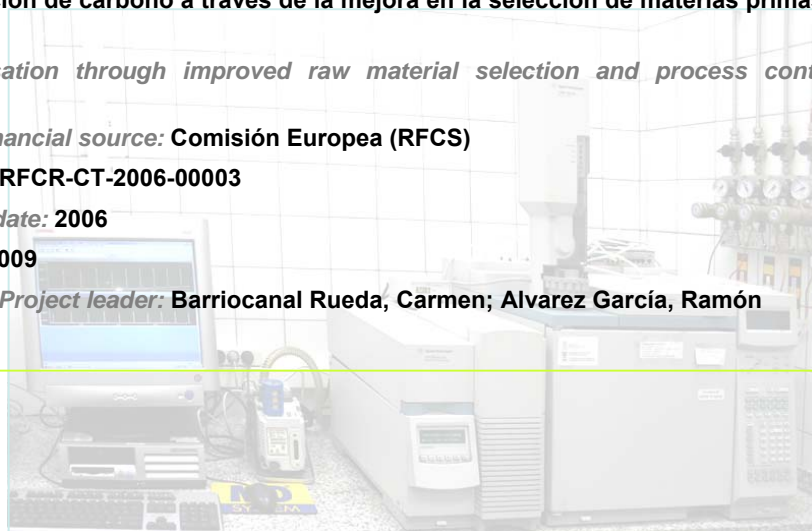 ión de carbono a través de la mejora en la selección de materias prima
sation through improved raw material selection and process cont
nancial source: Comisión Europea (RFCS)
RFCR-CT-2006-00003
date: 2006
009
Project leader: Barriocanal Rueda, Carmen; Alvarez García, Ramón